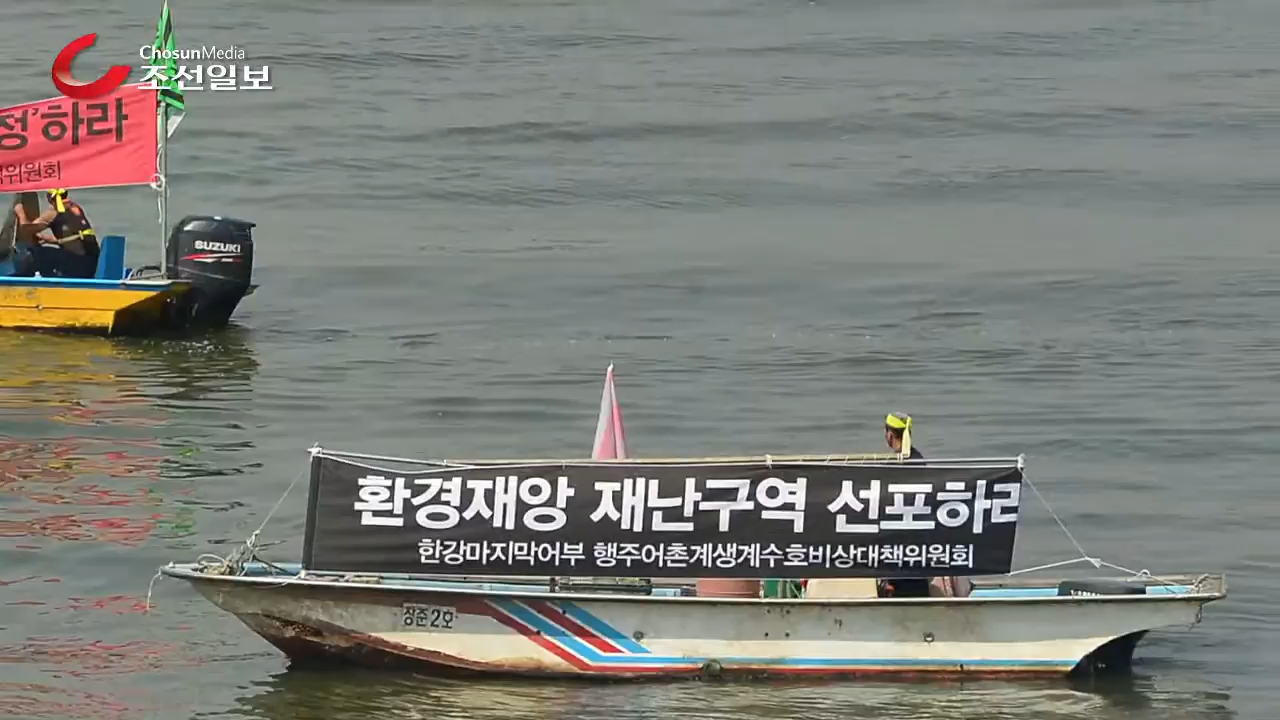 ChosunMedia
조선일보
정'하라
책위원회
SUZUKI
환경재앙 재난구역 선포하라
한강마지막어부 행주어촌계생계수호비상대책위원회
장준2호